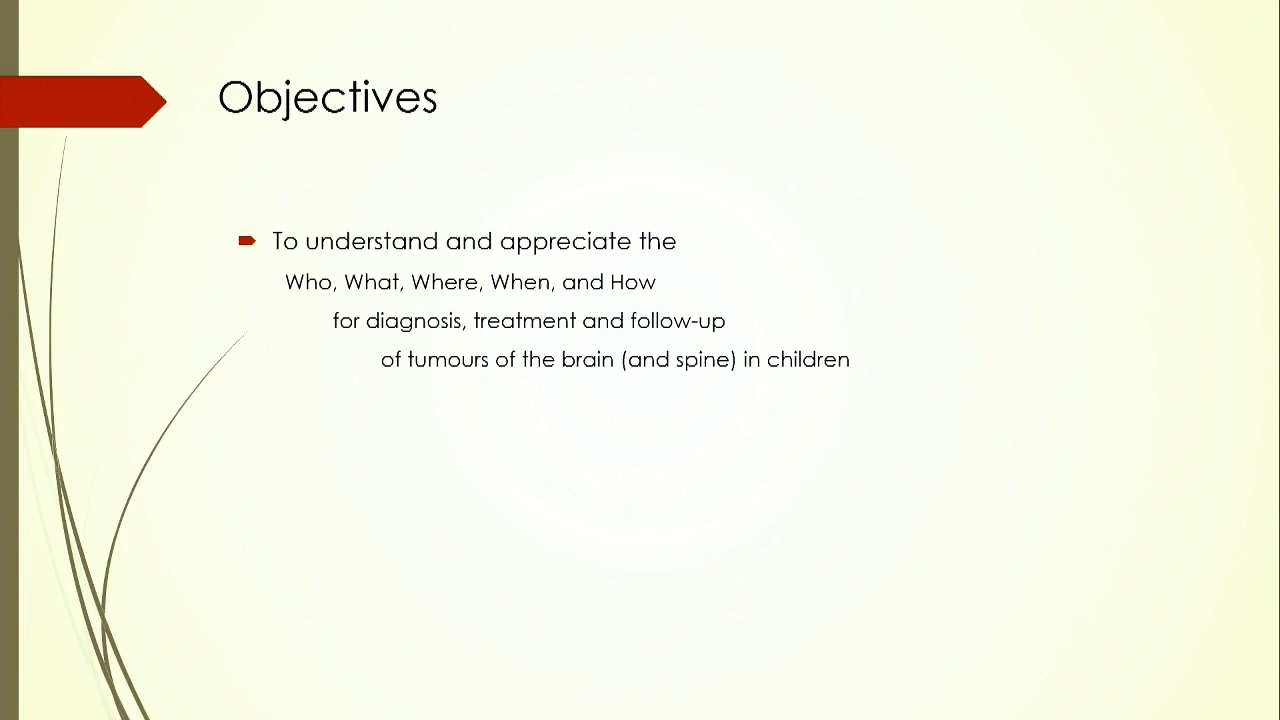 Objectives
To understand and appreciate the
Who, What, Where, When, and How
for diagnosis, treatment and follow-up
of tumours of the brain (and spine) in children